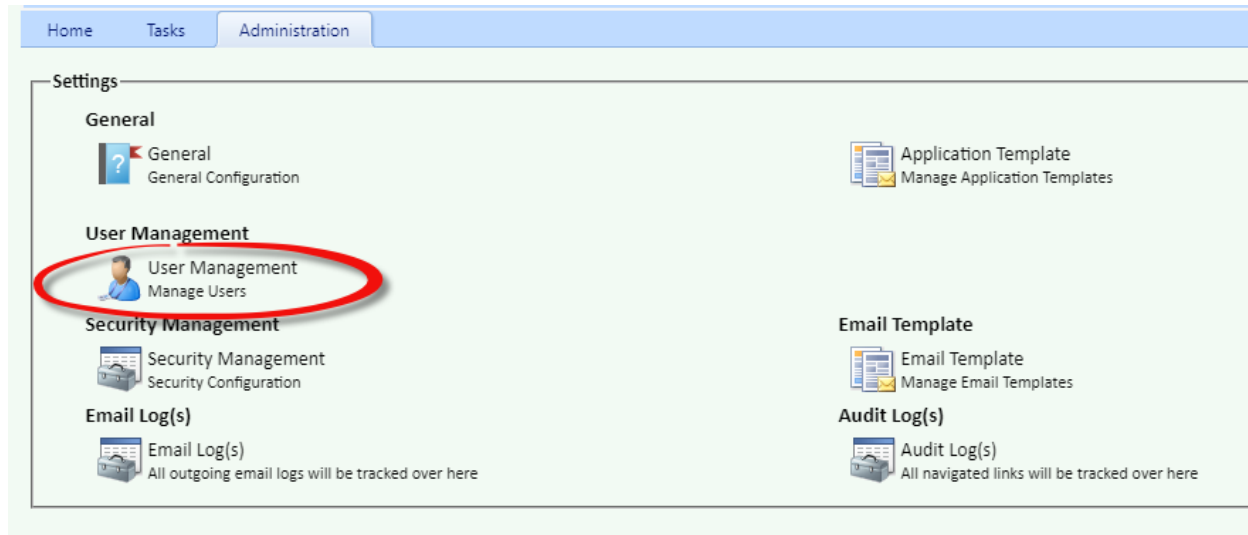 Home Tasks Administration
Settings
General
General
General Configuration
Application Template
Manage Application Templates
User Management
User Management
Manage Users
Security Management
Security Management
Security Configuration
Email Template
Email Template
Manage Email Templates
Email Log(s)
Email Log(s)
All outgoing email logs will be tracked over here
Audit Log(s)
Audit Log(s)
All navigated links will be tracked over here